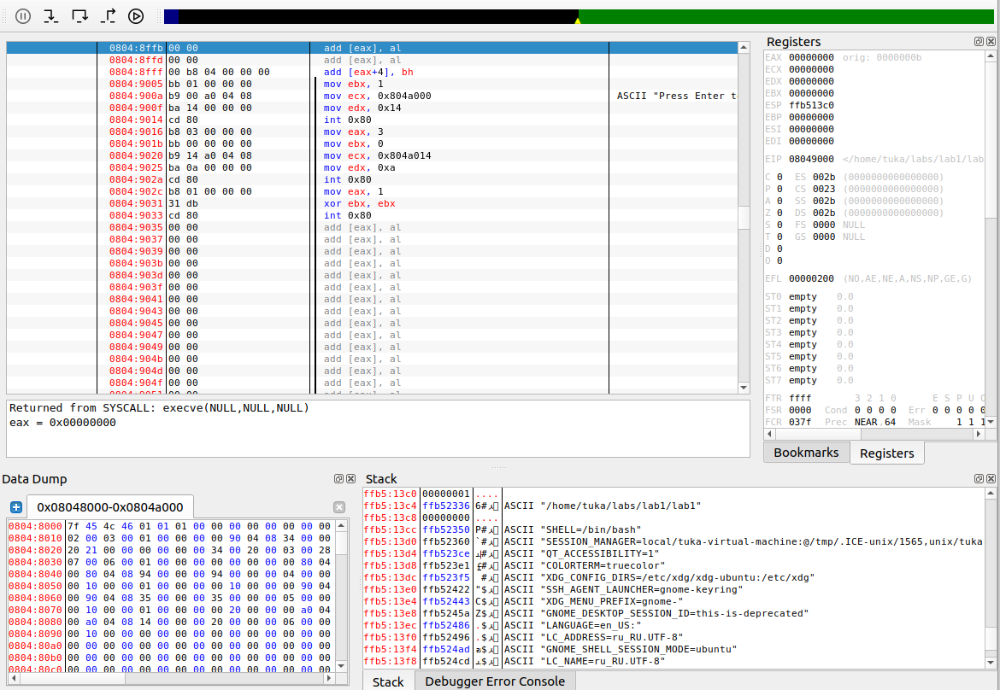 0804:8ffb 00 00 add [eax], al
0804:8ffd 00 00 add [eax], al
0804:8fff 00 b8 04 00 00 00 add [eax+4], bh
0804:9005 bb 01 00 00 00 mov ebx, 1
0804:900a b9 00 a0 04 08 mov ecx, 0x804a000 ASCII "Press Enter t
0804:900f ba 14 00 00 00 mov edx, 0x14
0804:9014 cd 80 int 0x80
0804:9016 b8 03 00 00 00 mov eax, 3
0804:901b bb 00 00 00 00 mov ebx, 0
0804:9020 b9 14 a0 04 08 mov ecx, 0x804a014
0804:9025 ba 0a 00 00 00 mov edx, 0xa
0804:902a cd 80 int 0x80
0804:902c b8 01 00 00 00 mov eax, 1
0804:9031 31 db xor ebx, ebx
0804:9033 cd 80 int 0x80
0804:9035 00 00 add [eax], al
0804:9037 00 00 add [eax], al
0804:9039 00 00 add [eax], al
0804:903b 00 00 add [eax], al
0804:903d 00 00 add [eax], al
0804:903f 00 00 add [eax], al
0804:9041 00 00 add [eax], al
0804:9043 00 00 add [eax], al
0804:9045 00 00 add [eax], al
0804:9047 00 00 add [eax], al
0804:9049 00 00 add [eax], al
0804:904b 00 00 add [eax], al
0804:904d 00 00 add [eax], al
0804:904f 00 00 add [eax], al
Returned from SYSCALL: execve(NULL,NULL,NULL)
eax = 0x00000000
Registers
EAX 00000000 orig: 0000000b
ECX 00000000
EDX 00000000
EBX 00000000
ESP ffb513c0
EBP 00000000
ESI 00000000
EDI 00000000
EIP 08049000 </home/tuka/labs/lab1/lab
C 0 ES 002b (0000000000000000)
P 0 CS 0023 (0000000000000000)
A 0 SS 002b (0000000000000000)
Z 0 DS 002b (0000000000000000)
S 0 FS 0000 NULL
T 0 GS 0000 NULL
D 0
O 0
EFL 00000200 (NO,AE,NE,A,NS,NP,GE,G)
ST0 empty 0.0
ST1 empty 0.0
ST2 empty 0.0
ST3 empty 0.0
ST4 empty 0.0
ST5 empty 0.0
ST6 empty 0.0
ST7 empty 0.0
FTR ffff 3 2 1 0 E S P U O
FSR 0000 Cond 0 0 0 0 Err 0 0 0 0 0
FCR 037f Prec NEAR,64 Mask 1 1 1
Bookmarks Registers
Data Dump
0x08048000-0x0804a000
0804:8000 7f 45 4c 46 01 01 01 00 00 00 00 00 00 00 00
0804:8010 02 00 03 00 01 00 00 00 00 90 04 08 34 00 00
0804:8020 20 21 00 00 00 00 00 00 34 00 20 00 03 00 28
0804:8030 07 00 06 00 01 00 00 00 00 00 00 00 00 80 04
0804:8040 00 80 04 08 94 00 00 00 94 00 00 00 04 00 00
0804:8050 00 10 00 00 01 00 00 00 00 10 00 00 00 90 04
0804:8060 00 90 04 08 35 00 00 00 35 00 00 00 05 00 00
0804:8070 00 10 00 00 01 00 00 00 00 20 00 00 00 a0 04
0804:8080 00 a0 04 08 14 00 00 00 20 00 00 00 06 00 00
0804:8090 00 10 00 00 00 00 00 00 00 00 00 00 00 00 00
0804:80a0 00 00 00 00 00 00 00 00 00 00 00 00 00 00 00
0804:80b0 00 00 00 00 00 00 00 00 00 00 00 00 00 00 00
0804:80c0 00 00 00 00 00 00 00 00 00 00 00 00 00 00 00
Stack
ffb5:13c0 00000001 ....
ffb5:13c4 ffb52336 6# ASCII "/home/tuka/labs/lab1/lab1"
ffb5:13c8 00000000 ....
ffb5:13cc ffb52350 P# ASCII "SHELL=/bin/bash"
ffb5:13d0 ffb52360 `# ASCII "SESSION_MANAGER=local/tuka-virtual-machine:@/tmp/.ICE-unix/1565,unix/tuka
ffb5:13d4 ffb523ce # ASCII "QT_ACCESSIBILITY=1"
ffb5:13d8 ffb523e1 # ASCII "COLORTERM=truecolor"
ffb5:13dc ffb523f5 # ASCII "XDG_CONFIG_DIRS=/etc/xdg/xdg-ubuntu:/etc/xdg"
ffb5:13e0 ffb52422 "$ ASCII "SSH_AGENT_LAUNCHER=gnome-keyring"
ffb5:13e4 ffb52443 C$ ASCII "XDG_MENU_PREFIX=gnome-"
ffb5:13e8 ffb5245a Z$ ASCII "GNOME_DESKTOP_SESSION_ID=this-is-deprecated"
ffb5:13ec ffb52486 .$ ASCII "LANGUAGE=en_US:"
ffb5:13f0 ffb52496 .$ ASCII "LC_ADDRESS=ru_RU.UTF-8"
ffb5:13f4 ffb524ad $ ASCII "GNOME_SHELL_SESSION_MODE=ubuntu"
ffb5:13f8 ffb524cd $ ASCII "LC_NAME=ru_RU.UTF-8"
Stack Debugger Error Console